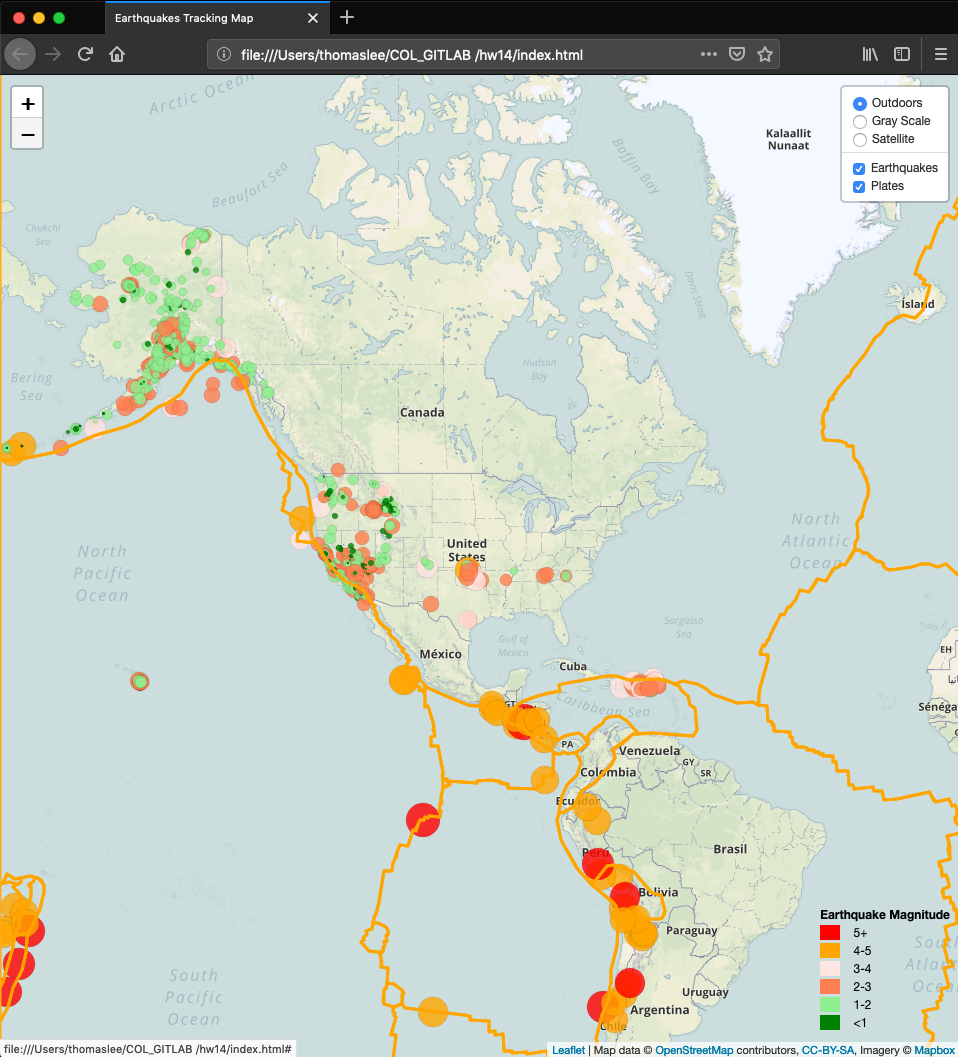 Earthquakes Tracking Map
file:///Users/thomaslee/COL_GITLAB /hw14/index.html
+
−
Outdoors
Gray Scale
Satellite
Earthquakes
Plates
Arctic Ocean
Beaufort Sea
Baffin Bay
Kalaallit
Nunaat
Chukchi
Sea
Davis Strait
Ísland
Bering
Sea
Hudson
Bay
Canada
North
Pacific
Ocean
United
States
North
Atlantic
Ocean
Sargasso
Sea
Gulf of
Mexico
México
Cuba
EH
GT
Caribbean Sea
Sénéga
PA
Venezuela
GY
SR
Colombia
Ecuador
Perú
Brasil
Bolivia
Paraguay
South
Pacific
Ocean
Uruguay
Argentina
Chile
South
Atlanti
Ocea
Earthquake Magnitude
5+
4-5
3-4
2-3
1-2
<1
file:///Users/thomaslee/COL_GITLAB /hw14/index.html#
Leaflet | Map data © OpenStreetMap contributors, CC-BY-SA, Imagery © Mapbox